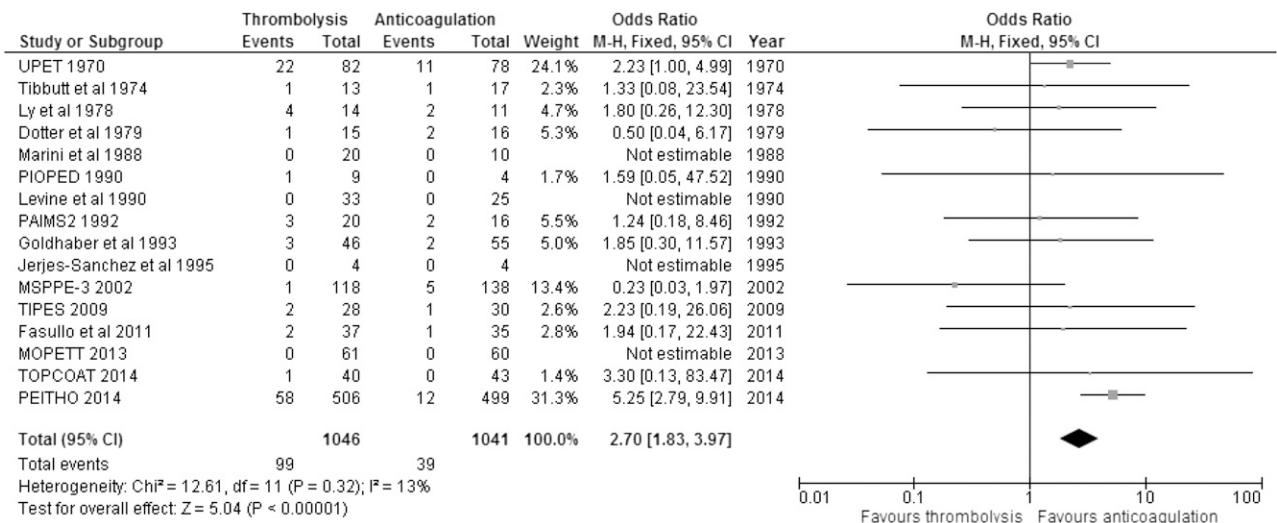 Thrombolysis Anticoagulation Odds Ratio Odds Ratio
Study or Subgroup Events Total Events Total Weight M-H, Fixed, 95% CI Year M-H, Fixed, 95% CI
UPET 1970 22 82 11 78 24.1% 2.23 [1.00, 4.99] 1970
Tibbutt et al 1974 1 13 1 17 2.3% 1.33 [0.08, 23.54] 1974
Ly et al 1978 4 14 2 11 4.7% 1.80 [0.26, 12.30] 1978
Dotter et al 1979 1 15 2 16 5.3% 0.50 [0.04, 6.17] 1979
Marini et al 1988 0 20 0 10 Not estimable 1988
PIOPED 1990 1 9 0 4 1.7% 1.59 [0.05, 47.52] 1990
Levine et al 1990 0 33 0 25 Not estimable 1990
PAIMS2 1992 3 20 2 16 5.5% 1.24 [0.18, 8.46] 1992
Goldhaber et al 1993 3 46 2 55 5.0% 1.85 [0.30, 11.57] 1993
Jerjes-Sanchez et al 1995 0 4 0 4 Not estimable 1995
MSPPE-3 2002 1 118 5 138 13.4% 0.23 [0.03, 1.97] 2002
TIPES 2009 2 28 1 30 2.6% 2.23 [0.19, 26.06] 2009
Fasullo et al 2011 2 37 1 35 2.8% 1.94 [0.17, 22.43] 2011
MOPETT 2013 0 61 0 60 Not estimable 2013
TOPCOAT 2014 1 40 0 43 1.4% 3.30 [0.13, 83.47] 2014
PEITHO 2014 58 506 12 499 31.3% 5.25 [2.79, 9.91] 2014
Total (95% CI) 1046 1041 100.0% 2.70 [1.83, 3.97]
Total events 99 39
Heterogeneity: Chi² = 12.61, df = 11 (P = 0.32); I² = 13%
Test for overall effect: Z = 5.04 (P < 0.00001)
0.01 0.1 1 10 100
Favours thrombolysis Favours anticoagulation